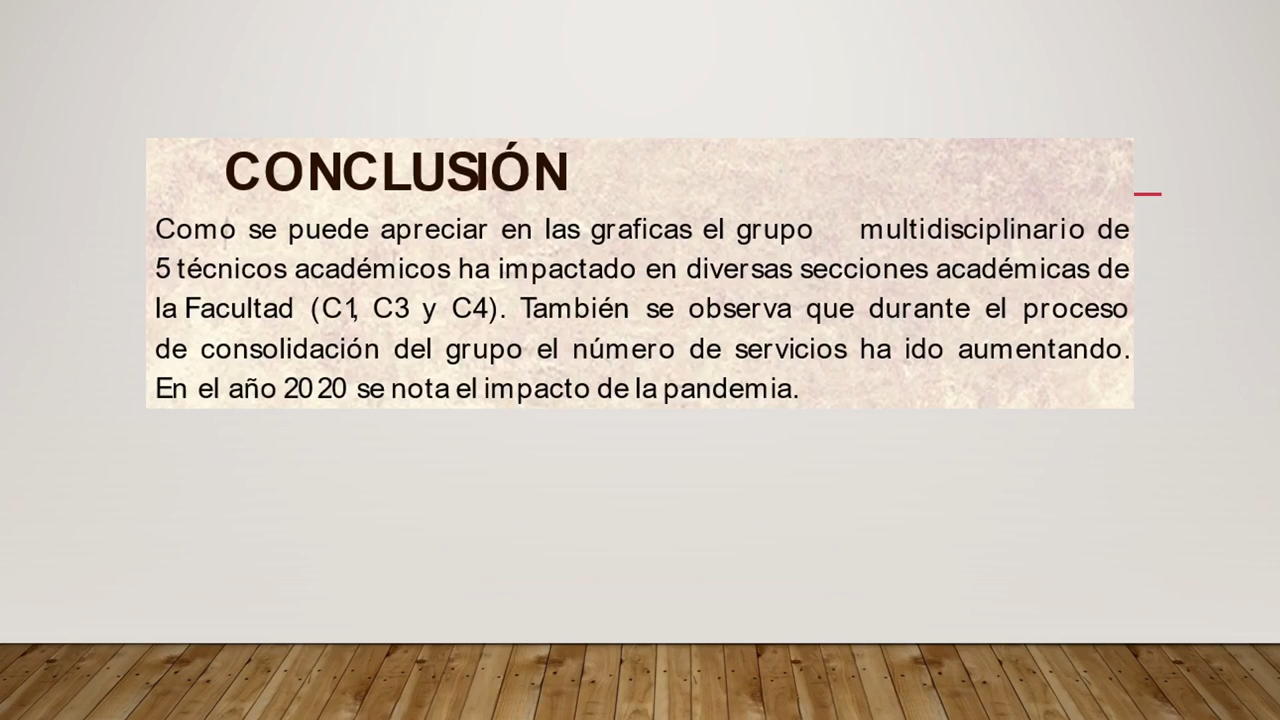 CONCLUSIÓN
Como se puede apreciar en las graficas el grupo multidisciplinario de
5 técnicos académicos ha impactado en diversas secciones académicas de
la Facultad (C1, C3 y C4). También se observa que durante el proceso
de consolidación del grupo el número de servicios ha ido aumentando.
En el año 2020 se nota el impacto de la pandemia.